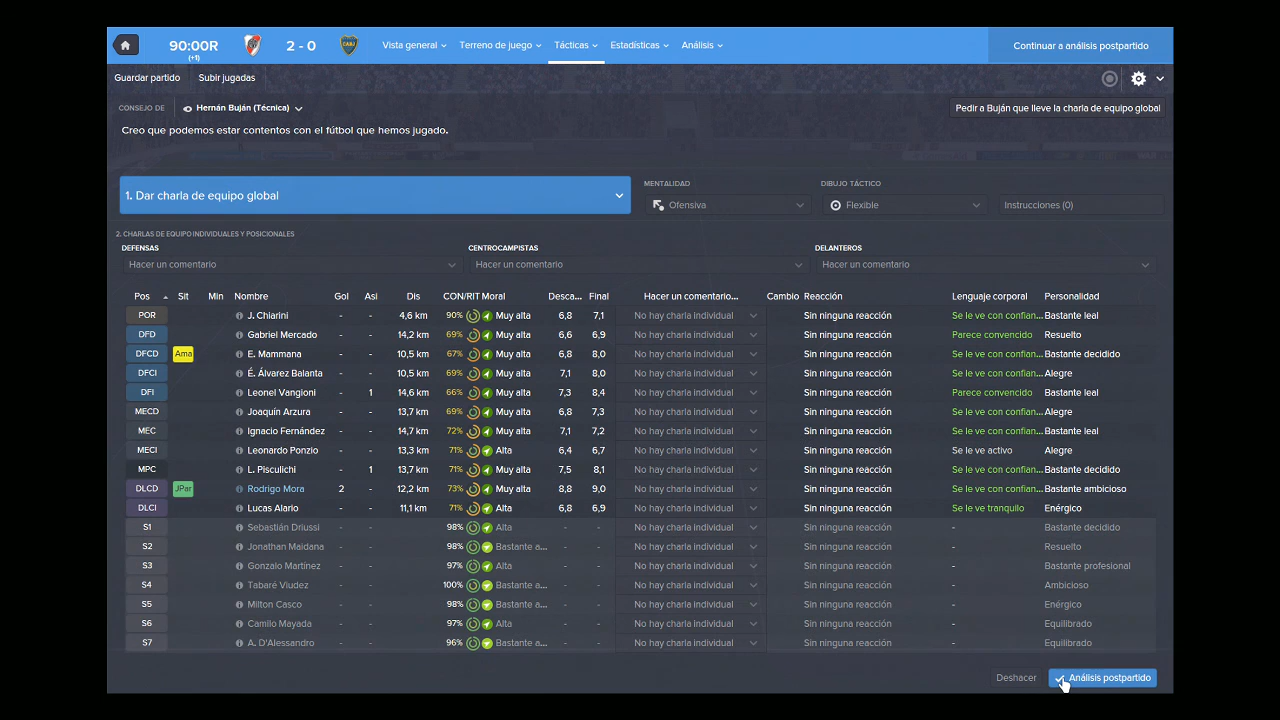 90:00R 2 - 0 Vista general Terreno de juego Tácticas Estadísticas Análisis Continuar a análisis postpartido
(+1)
Guardar partido Subir jugadas
CONSEJO DE Hernán Buján (Técnica) Pedir a Buján que lleve la charla de equipo global
Creo que podemos estar contentos con el fútbol que hemos jugado.
MENTALIDAD DIBUJO TÁCTICO
1. Dar charla de equipo global Ofensiva Flexible Instrucciones (0)
2. CHARLAS DE EQUIPO INDIVIDUALES Y POSICIONALES
DEFENSAS CENTROCAMPISTAS DELANTEROS
Hacer un comentario Hacer un comentario Hacer un comentario
Pos Sit Min Nombre Gol Asi Dis CON/RIT Moral Desca... Final Hacer un comentario... Cambio Reacción Lenguaje corporal Personalidad
POR J. Chiarini - - 4,6 km 90% Muy alta 6,8 7,1 No hay charla individual Sin ninguna reacción Se le ve con confian... Bastante leal
DFD Gabriel Mercado - - 14,2 km 69% Muy alta 6,6 6,9 No hay charla individual Sin ninguna reacción Parece convencido Resuelto
DFCD Ama E. Mammana - - 10,5 km 67% Muy alta 6,8 8,0 No hay charla individual Sin ninguna reacción Se le ve con confian... Bastante decidido
DFCI É. Álvarez Balanta - - 10,5 km 69% Muy alta 7,1 8,0 No hay charla individual Sin ninguna reacción Se le ve con confian... Alegre
DFI Leonel Vangioni - 1 14,6 km 66% Muy alta 7,3 8,4 No hay charla individual Sin ninguna reacción Parece convencido Bastante leal
MECD Joaquín Arzura - - 13,7 km 69% Muy alta 6,8 7,3 No hay charla individual Sin ninguna reacción Se le ve con confian... Alegre
MEC Ignacio Fernández - - 14,7 km 72% Muy alta 7,1 7,2 No hay charla individual Sin ninguna reacción Se le ve con confian... Bastante leal
MECI Leonardo Ponzio - - 13,3 km 71% Alta 6,4 6,7 No hay charla individual Sin ninguna reacción Se le ve activo Alegre
MPC L. Pisculichi - 1 13,7 km 71% Muy alta 7,5 8,1 No hay charla individual Sin ninguna reacción Se le ve con confian... Bastante decidido
DLCD JPar Rodrigo Mora 2 - 12,2 km 73% Muy alta 8,8 9,0 No hay charla individual Sin ninguna reacción Se le ve con confian... Bastante ambicioso
DLCI Lucas Alario - - 11,1 km 71% Alta 6,8 6,9 No hay charla individual Sin ninguna reacción Se le ve tranquilo Enérgico
S1 Sebastián Driussi - - 98% Alta - - No hay charla individual Sin ninguna reacción - Bastante decidido
S2 Jonathan Maidana - - 98% Bastante a... - - No hay charla individual Sin ninguna reacción - Resuelto
S3 Gonzalo Martínez - - 97% Alta - - No hay charla individual Sin ninguna reacción - Bastante profesional
S4 Tabaré Viudez - - 100% Bastante a... - - No hay charla individual Sin ninguna reacción - Ambicioso
S5 Milton Casco - - 98% Bastante a... - - No hay charla individual Sin ninguna reacción - Enérgico
S6 Camilo Mayada - - 97% Alta - - No hay charla individual Sin ninguna reacción - Equilibrado
S7 A. D'Alessandro - - 96% Bastante a... - - No hay charla individual Sin ninguna reacción - Equilibrado
Deshacer Análisis postpartido